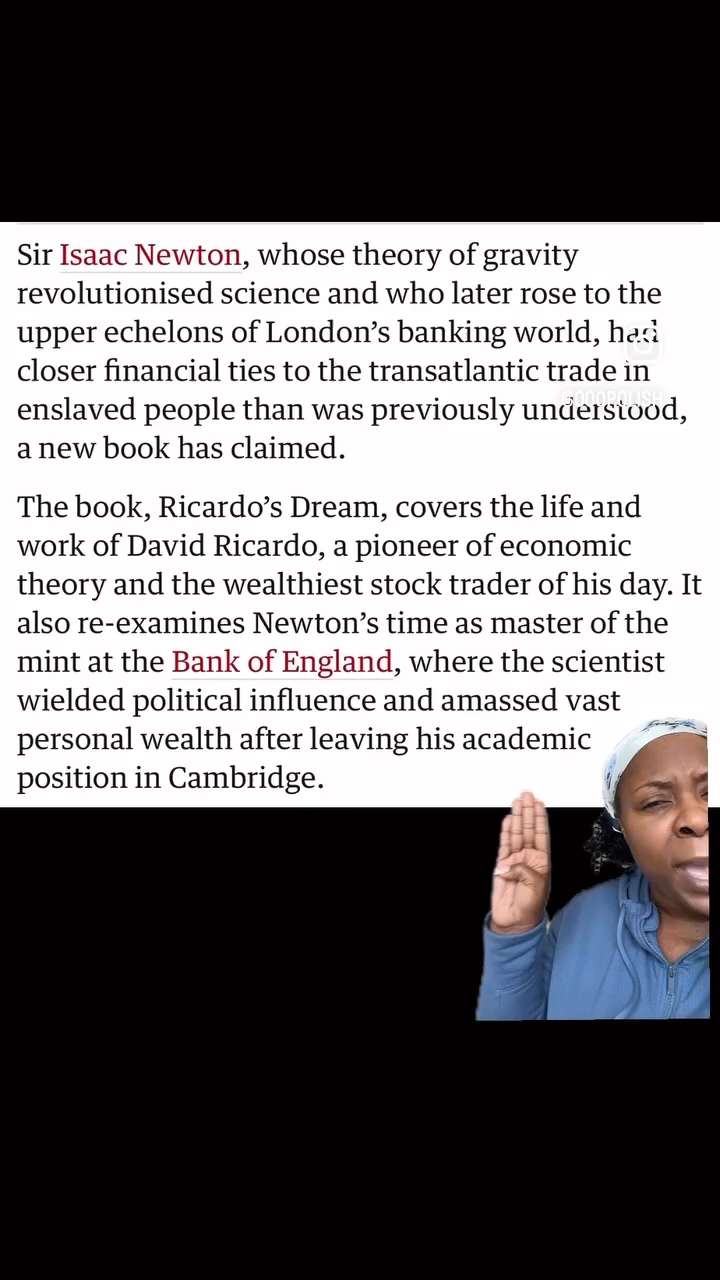 Sir Isaac Newton, whose theory of gravity
revolutionised science and who later rose to the
upper echelons of London’s banking world, had
closer financial ties to the transatlantic trade in
enslaved people than was previously understood,
a new book has claimed.
The book, Ricardo’s Dream, covers the life and
work of David Ricardo, a pioneer of economic
theory and the wealthiest stock trader of his day. It
also re-examines Newton’s time as master of the
mint at the Bank of England, where the scientist
wielded political influence and amassed vast
personal wealth after leaving his academic
position in Cambridge.